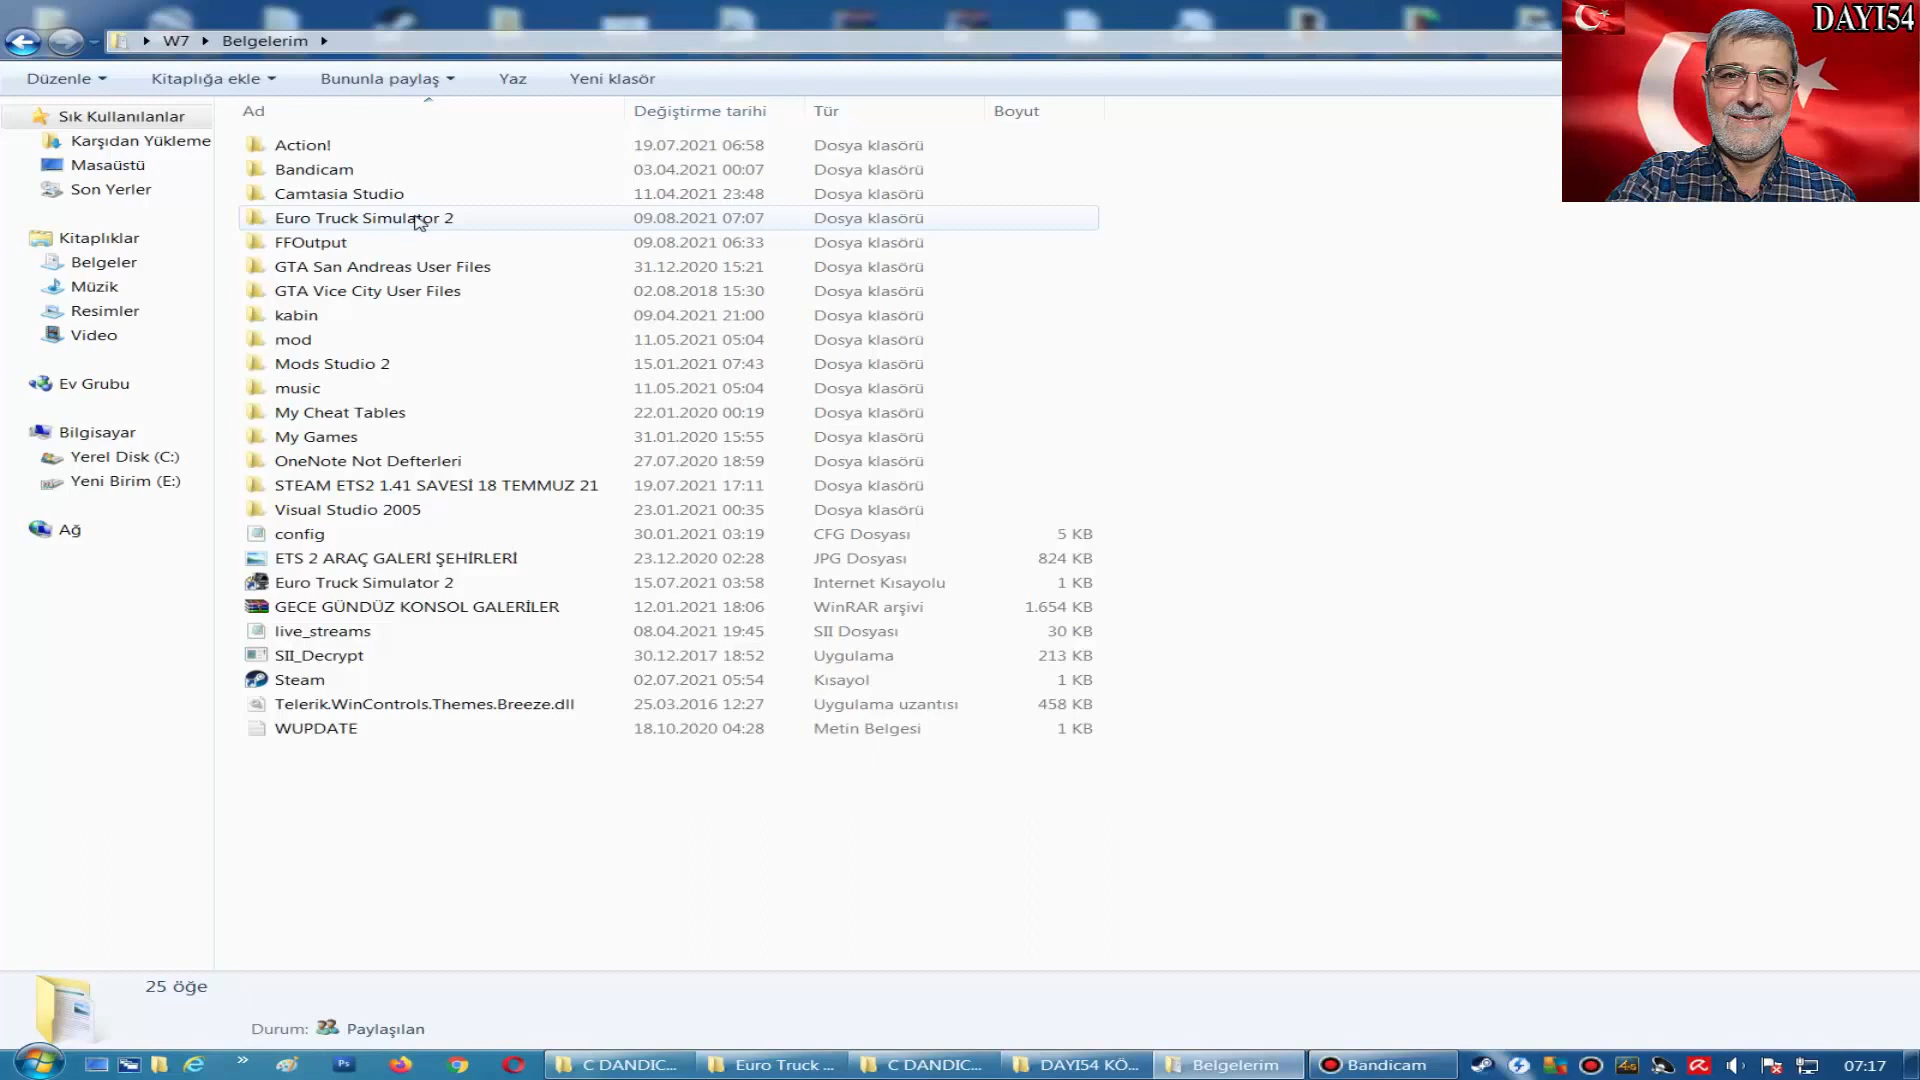 DAYI54
W7 Belgelerim
Düzenle Kitaplığa ekle Bununla paylaş Yaz Yeni klasör
Ad Değiştirme tarihi Tür Boyut
Sık Kullanılanlar
Karşıdan Yükleme
Masaüstü
Son Yerler
Kitaplıklar
Belgeler
Müzik
Resimler
Video
Ev Grubu
Bilgisayar
Yerel Disk (C:)
Yeni Birim (E:)
Ağ
Action! 19.07.2021 06:58 Dosya klasörü
Bandicam 03.04.2021 00:07 Dosya klasörü
Camtasia Studio 11.04.2021 23:48 Dosya klasörü
Euro Truck Simulator 2 09.08.2021 07:07 Dosya klasörü
FFOutput 09.08.2021 06:33 Dosya klasörü
GTA San Andreas User Files 31.12.2020 15:21 Dosya klasörü
GTA Vice City User Files 02.08.2018 15:30 Dosya klasörü
kabin 09.04.2021 21:00 Dosya klasörü
mod 11.05.2021 05:04 Dosya klasörü
Mods Studio 2 15.01.2021 07:43 Dosya klasörü
music 11.05.2021 05:04 Dosya klasörü
My Cheat Tables 22.01.2020 00:19 Dosya klasörü
My Games 31.01.2020 15:55 Dosya klasörü
OneNote Not Defterleri 27.07.2020 18:59 Dosya klasörü
STEAM ETS2 1.41 SAVESİ 18 TEMMUZ 21 19.07.2021 17:11 Dosya klasörü
Visual Studio 2005 23.01.2021 00:35 Dosya klasörü
config 30.01.2021 03:19 CFG Dosyası 5 KB
ETS 2 ARAÇ GALERİ ŞEHİRLERİ 23.12.2020 02:28 JPG Dosyası 824 KB
Euro Truck Simulator 2 15.07.2021 03:58 Internet Kısayolu 1 KB
GECE GÜNDÜZ KONSOL GALERİLER 12.01.2021 18:06 WinRAR arşivi 1.654 KB
live_streams 08.04.2021 19:45 SII Dosyası 30 KB
SII_Decrypt 30.12.2017 18:52 Uygulama 213 KB
Steam 02.07.2021 05:54 Kısayol 1 KB
Telerik.WinControls.Themes.Breeze.dll 25.03.2016 12:27 Uygulama uzantısı 458 KB
WUPDATE 18.10.2020 04:28 Metin Belgesi 1 KB
25 öğe
Durum: Paylaşılan
» Ps C DANDIC... Euro Truck ... C DANDIC... DAYI54 KÖ... Belgelerim Bandicam 07:17